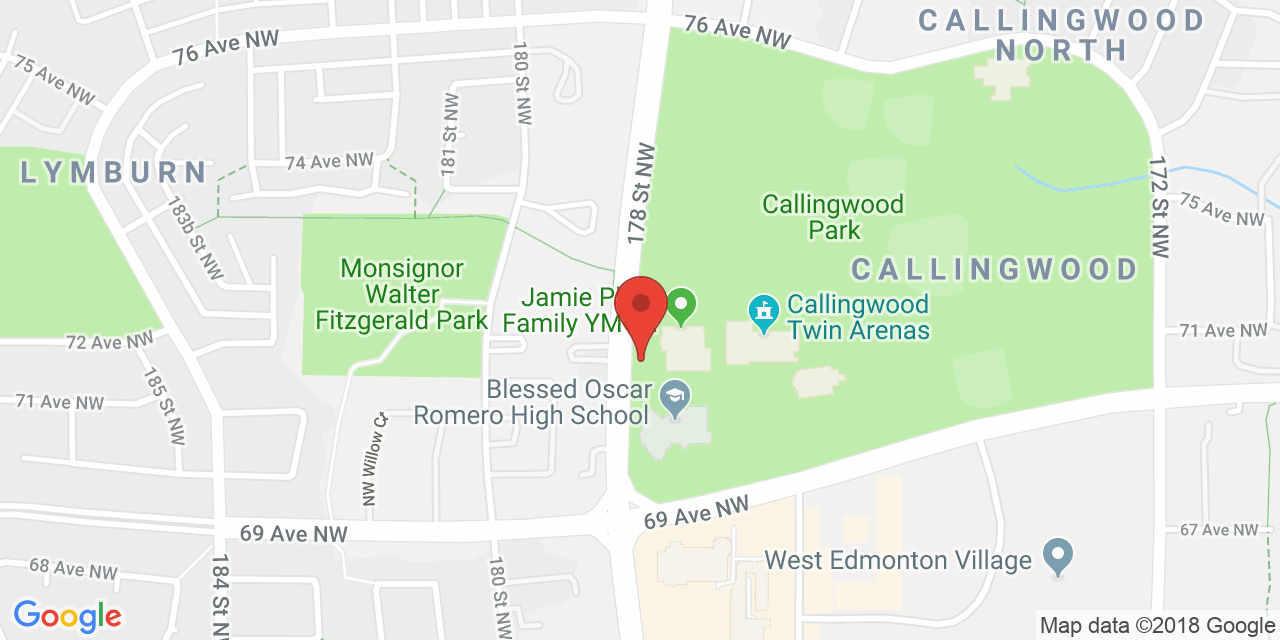 CALLINGWOOD
NORTH
76 Ave NW
76 Ave NW
75 Ave NW
180 St NW
181 St NW
74 Ave NW
LYMBURN
183b St NW
178 St NW
172 St NW
75 Ave NW
Callingwood
Park
CALLINGWOOD
Monsignor
Walter
Fitzgerald Park
Jamie P
Family YM
Callingwood
Twin Arenas
72 Ave NW
71 Ave NW
185 St NW
71 Ave NW
Blessed Oscar
Romero High School
NW Willow Ct
69 Ave NW
69 Ave NW
67 Ave NW
68 Ave NW
184 St NW
180 St NW
West Edmonton Village
Google
Map data ©2018 Google